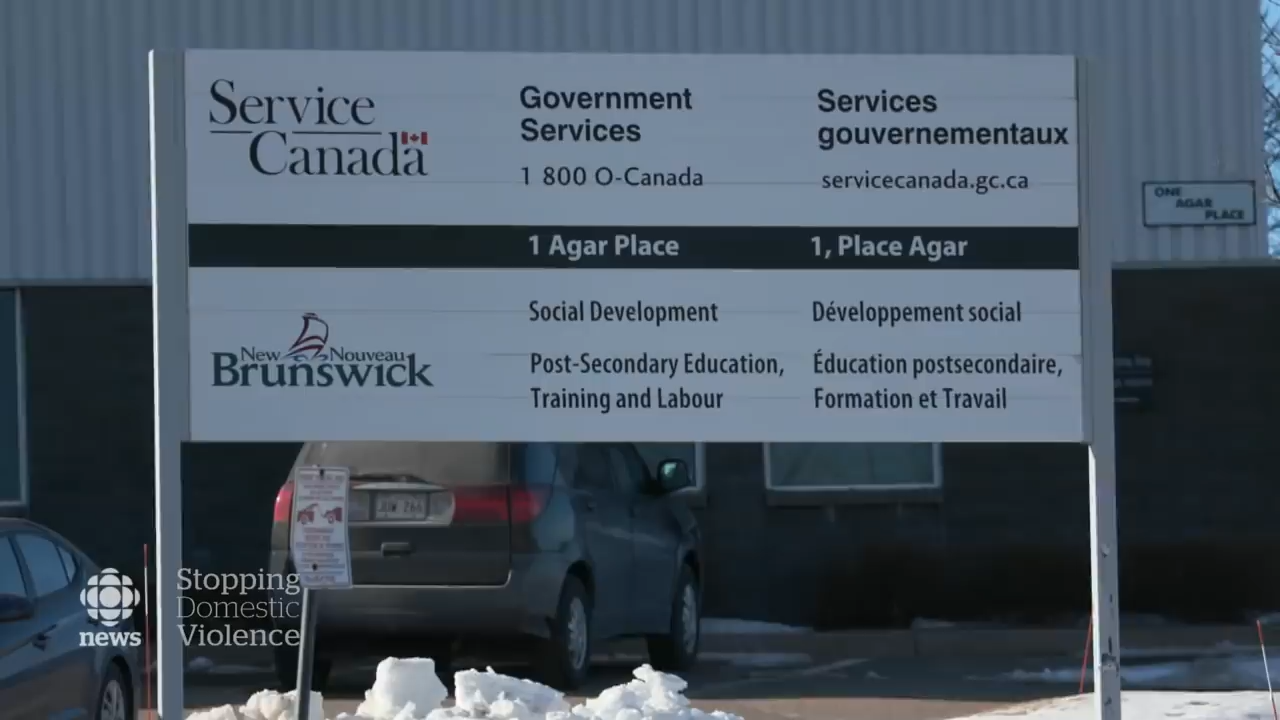 Service
Canada
Government
Services
1 800 O-Canada
Services
gouvernementaux
servicecanada.gc.ca
ONE
AGAR
PLACE
1 Agar Place
1, Place Agar
New Nouveau
Brunswick
Social Development
Post-Secondary Education,
Training and Labour
Développement social
Éducation postsecondaire,
Formation et Travail
news
Stopping
Domestic
Violence